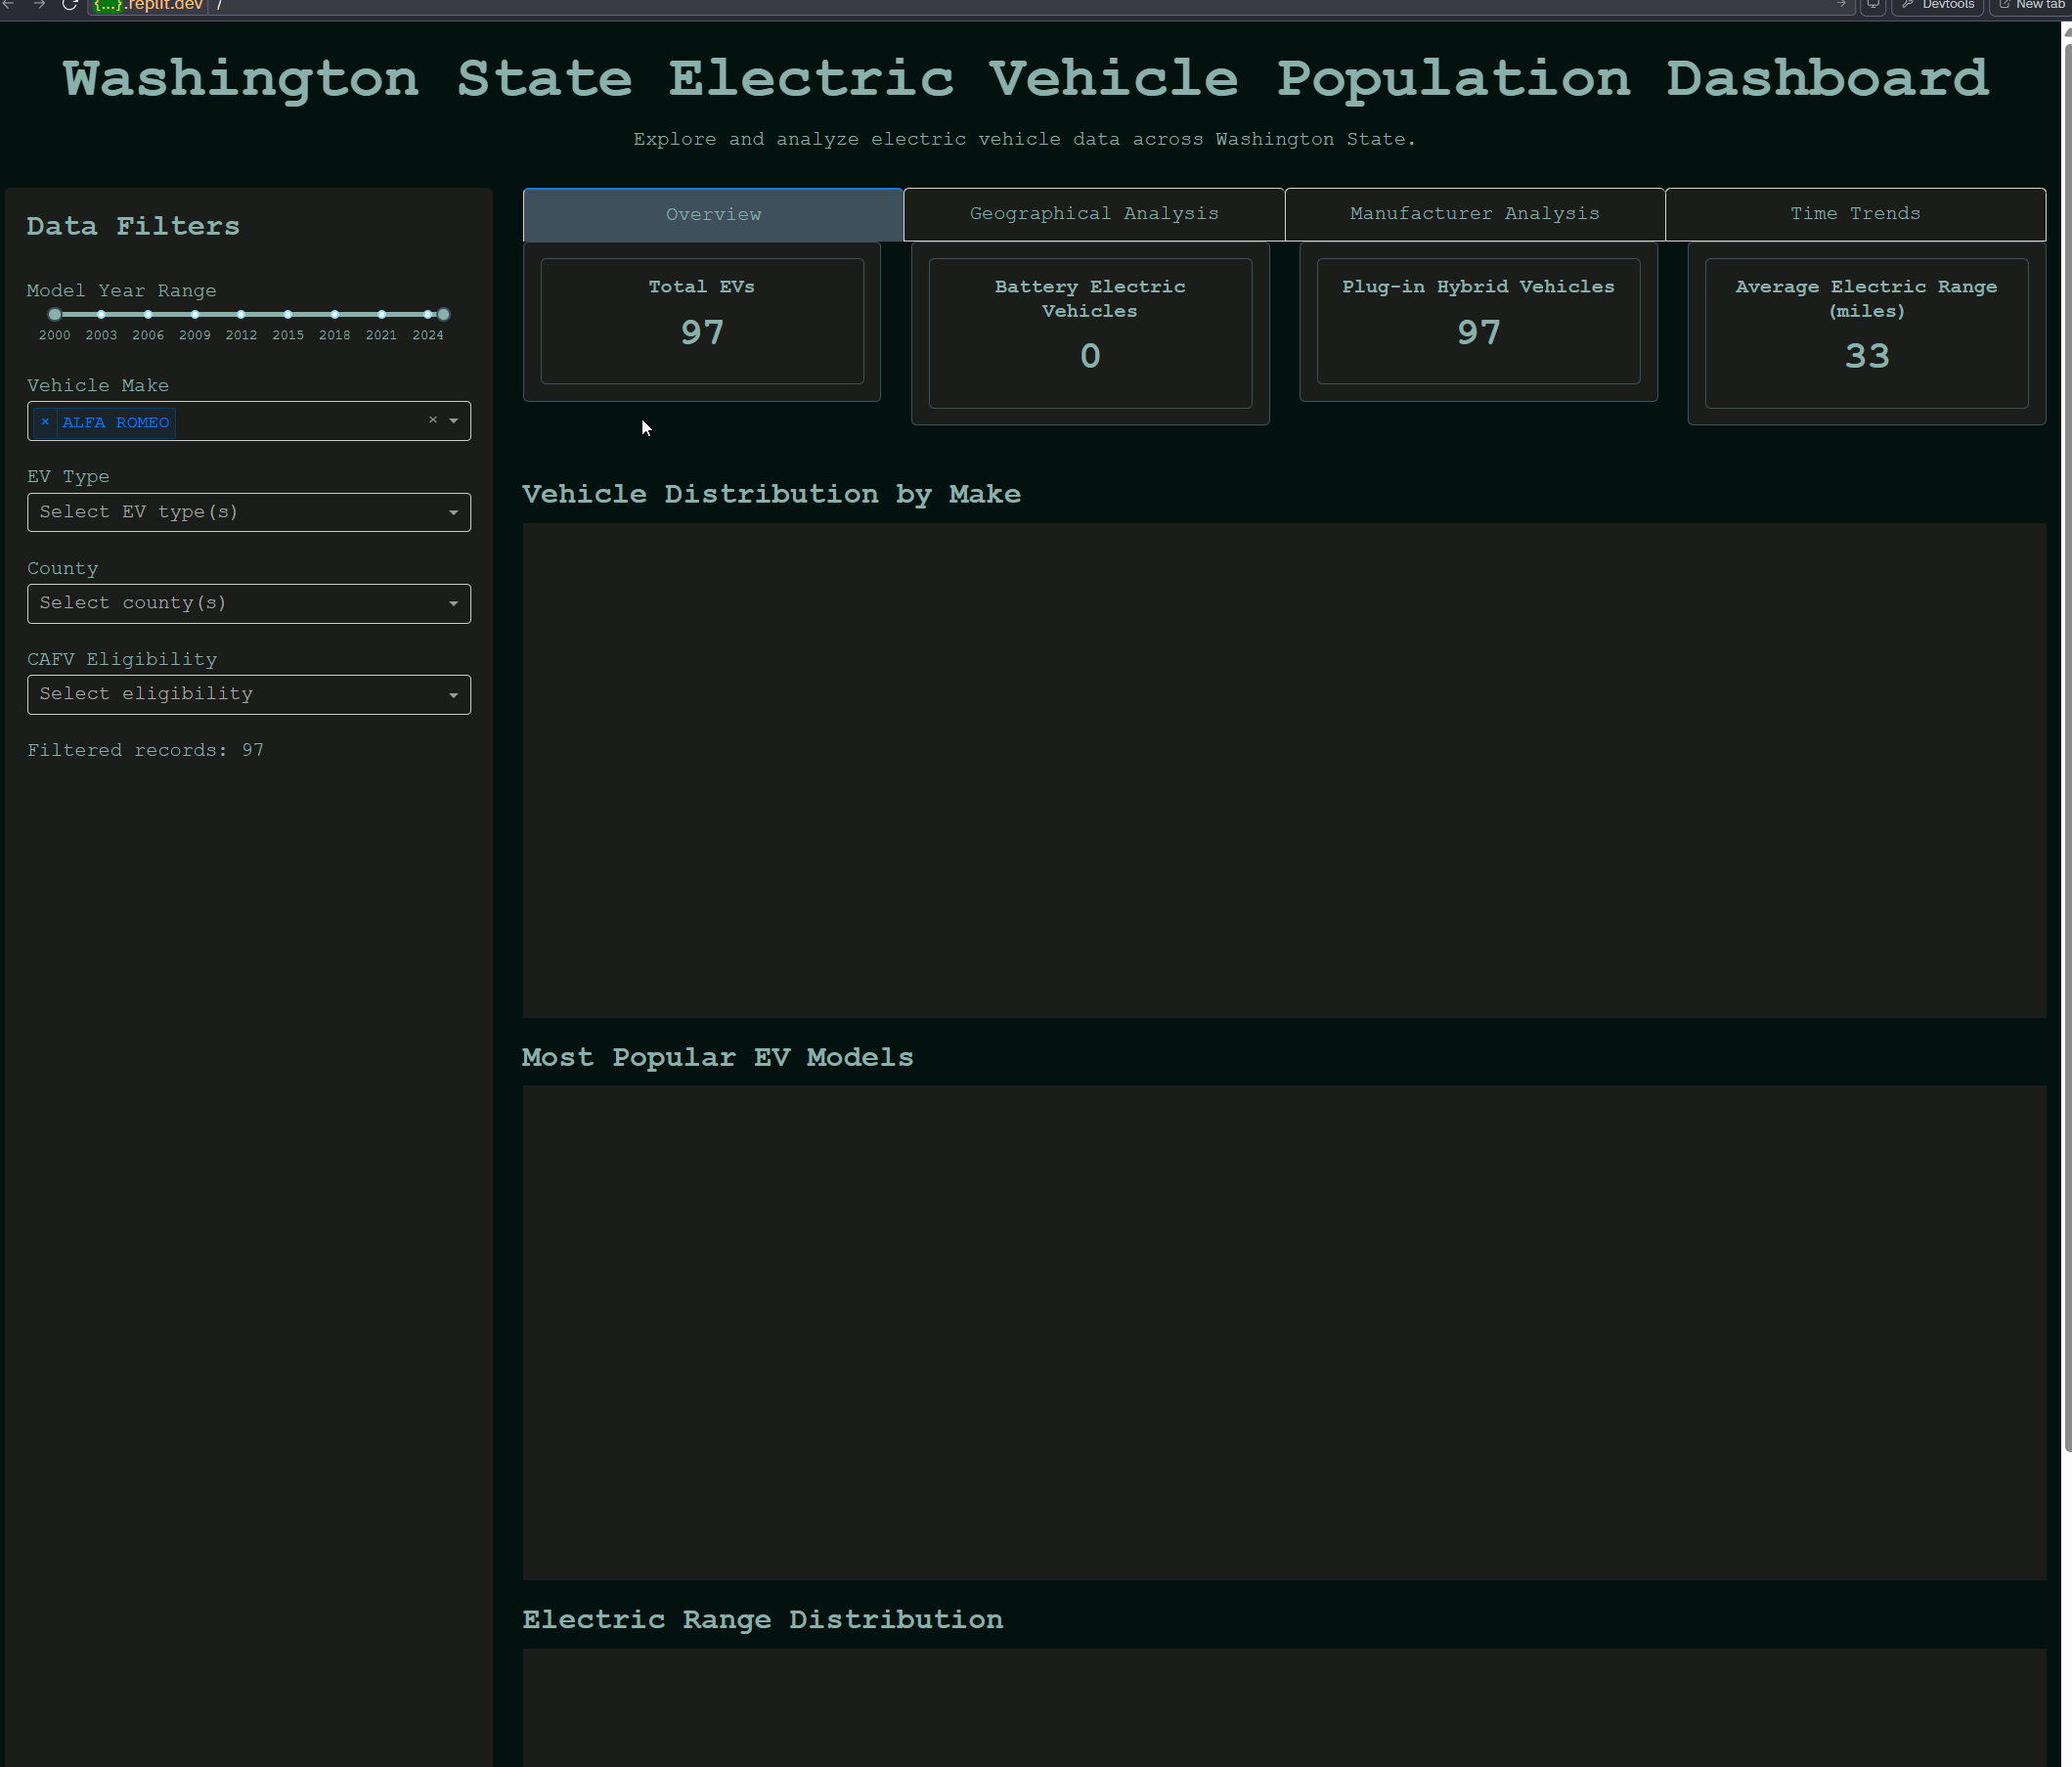 {...}.replit.dev /
Devtools
New tab
Washington State Electric Vehicle Population Dashboard
Explore and analyze electric vehicle data across Washington State.
Data Filters
Model Year Range
2000 2003 2006 2009 2012 2015 2018 2021 2024
Vehicle Make
× ALFA ROMEO ×
EV Type
Select EV type(s)
County
Select county(s)
CAFV Eligibility
Select eligibility
Filtered records: 97
Overview
Geographical Analysis
Manufacturer Analysis
Time Trends
Total EVs
97
Battery Electric
Vehicles
0
Plug-in Hybrid Vehicles
97
Average Electric Range
(miles)
33
Vehicle Distribution by Make
Most Popular EV Models
Electric Range Distribution